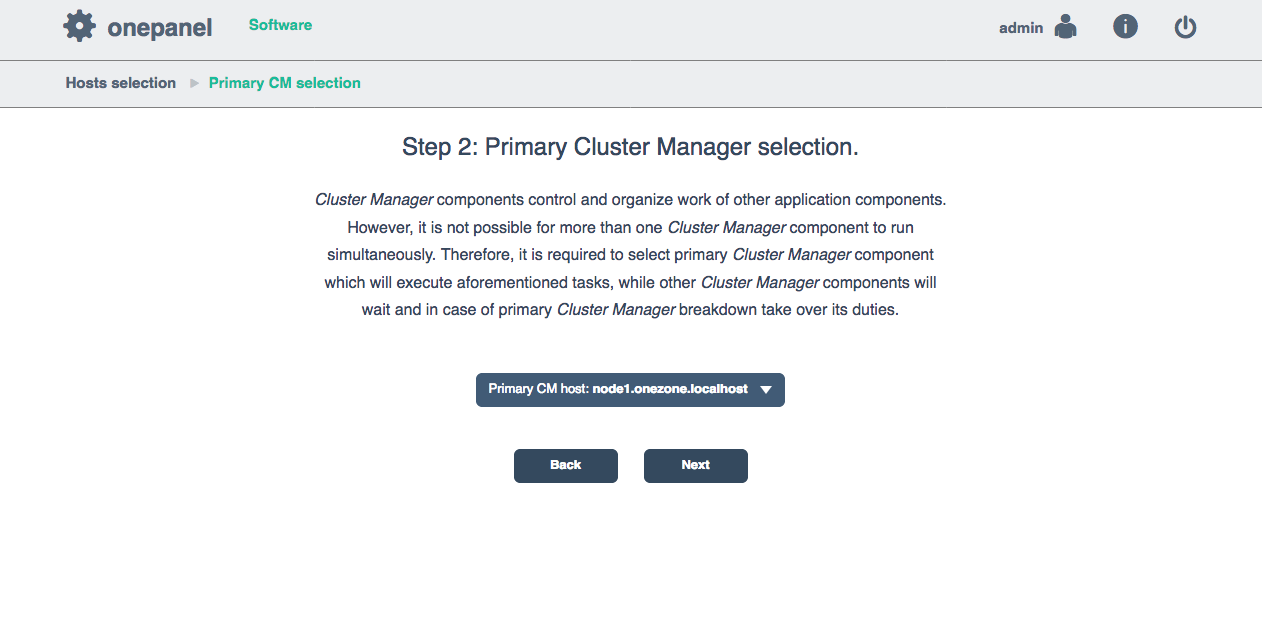 onepanel
Software
admin
Hosts selection
Primary CM selection
Step 2: Primary Cluster Manager selection.
Cluster Manager components control and organize work of other application components.
However, it is not possible for more than one Cluster Manager component to run
simultaneously. Therefore, it is required to select primary Cluster Manager component
which will execute aforementioned tasks, while other Cluster Manager components will
wait and in case of primary Cluster Manager breakdown take over its duties.
Primary CM host: node1.onezone.localhost
Back
Next